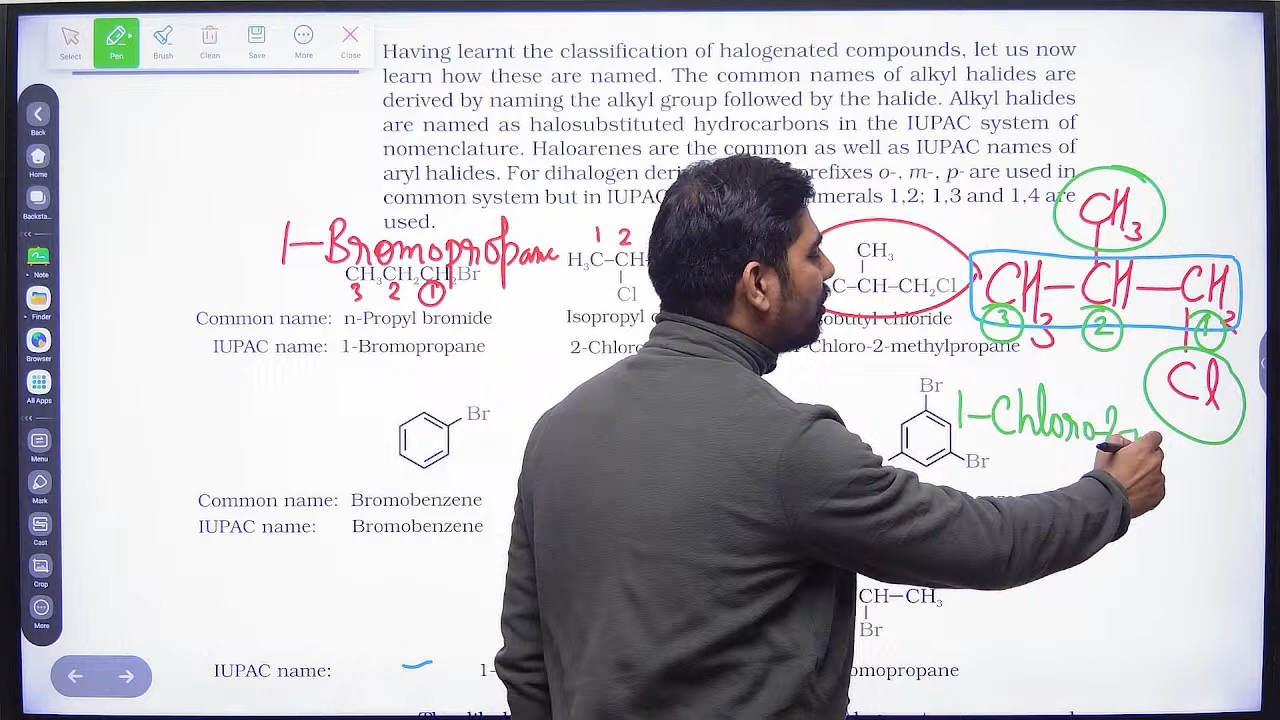 Select Pen Brush Clean Save More Close
Having learnt the classification of halogenated compounds, let us now
learn how these are named. The common names of alkyl halides are
derived by naming the alkyl group followed by the halide. Alkyl halides
are named as halosubstituted hydrocarbons in the IUPAC system of
nomenclature. Haloarenes are the common as well as IUPAC names of
aryl halides. For dihalogen o-, m-, p- are used in
common system but in 1,2; 1,3 and 1,4 are
used.
Back
Home
Note
Finder
Browser
All Apps
Menu
Mark
Cast
Crop
More
CH3
1-Bromopropane
1 2
H3C-CH
CH3
CH3CH2CH2Br
C-CH-CH2Cl
CH3-CH-CH2
3 2 1
Cl
3 2 1
Common name: n-Propyl bromide Isopropyl chloride
IUPAC name: 1-Bromopropane 2-Chloro Chloro-2-methylpropane
Cl
Br
Br
1-Chloro-2-
Br
Common name: Bromobenzene
IUPAC name: Bromobenzene
CH-CH3
Br
IUPAC name: 1-